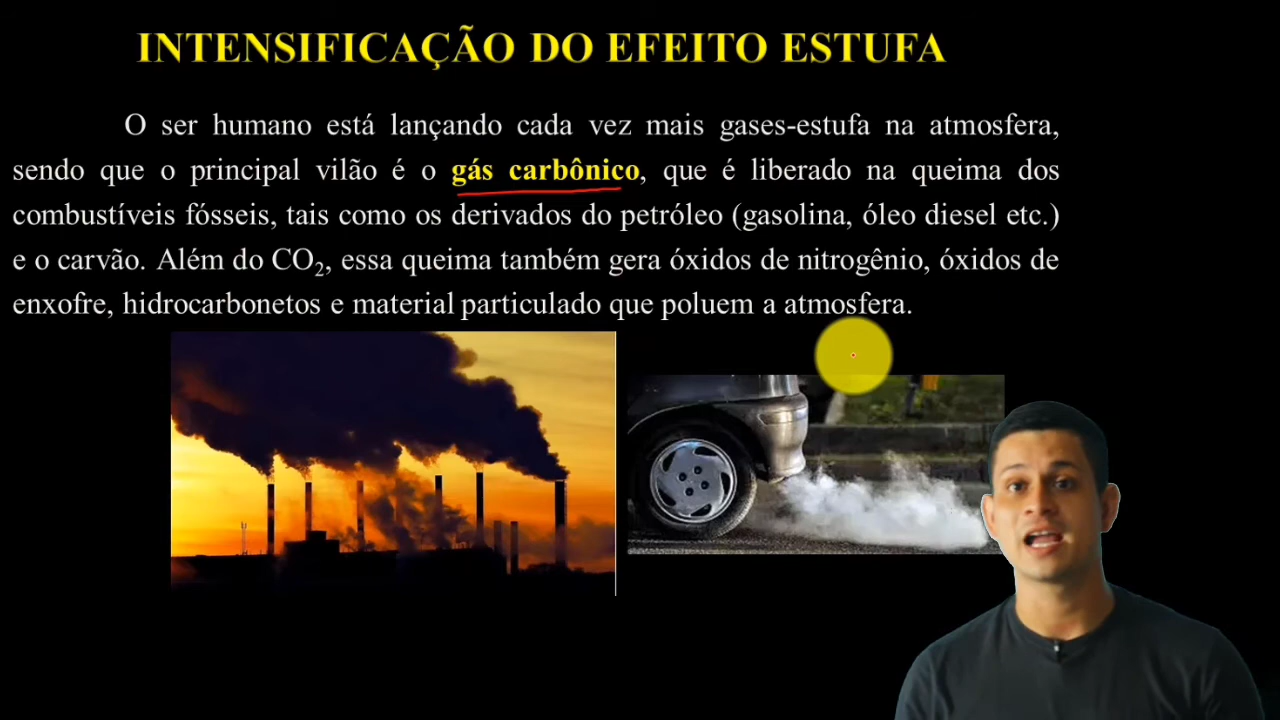 INTENSIFICAÇÃO DO EFEITO ESTUFA
O ser humano está lançando cada vez mais gases-estufa na atmosfera,
sendo que o principal vilão é o gás carbônico, que é liberado na queima dos
combustíveis fósseis, tais como os derivados do petróleo (gasolina, óleo diesel etc.)
e o carvão. Além do CO₂, essa queima também gera óxidos de nitrogênio, óxidos de
enxofre, hidrocarbonetos e material particulado que poluem a atmosfera.